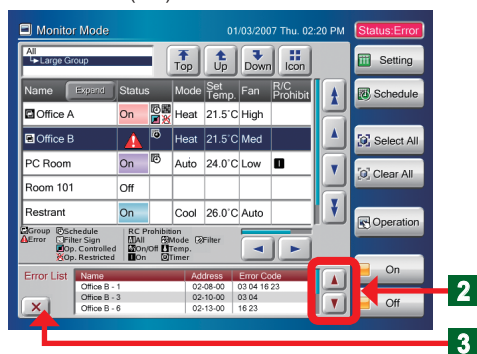 Monitor Mode 01/03/2007 Thu. 02:20 PM Status:Error
All
Large Group
Top Up Down Icon
Setting
Name Expand Status Mode Set Temp. Fan R/C Prohibit
Schedule
Office A On Heat 21.5°C High
Office B Heat 21.5°C Med
Select All
PC Room On Auto 24.0°C Low
Clear All
Room 101 Off
Restrant On Cool 26.0°C Auto
Operation
Group Schedule RC Prohibition
Error Filter Sign All Mode Filter
Op. Controlled On/Off Temp.
Op. Restricted On Timer
Error List Name Address Error Code
Office B - 1 02-08-00 03 04 16 23
Office B - 3 02-10-00 03 04
Office B - 6 02-13-00 16 23
On
Off
2
3